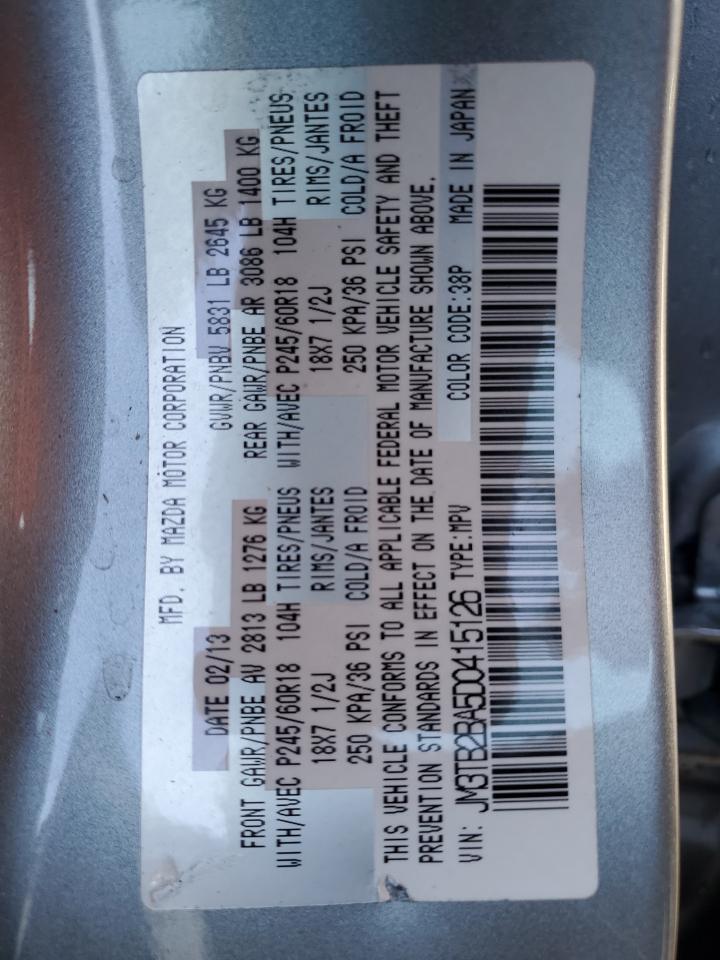 MFD. BY MAZDA MOTOR CORPORATION
DATE 02/13 GVWR/PNBV 5831 LB 2645 KG
FRONT GAWR/PNBE AV 2813 LB 1276 KG REAR GAWR/PNBE AR 3086 LB 1400 KG
WITH/AVEC P245/60R18 104H TIRES/PNEUS WITH/AVEC P245/60R18 104H TIRES/PNEUS
18X7 1/2J RIMS/JANTES 18X7 1/2J RIMS/JANTES
250 KPA/36 PSI COLD/A FROID 250 KPA/36 PSI COLD/A FROID
THIS VEHICLE CONFORMS TO ALL APPLICABLE FEDERAL MOTOR VEHICLE SAFETY AND THEFT
PREVENTION STANDARDS IN EFFECT ON THE DATE OF MANUFACTURE SHOWN ABOVE.
VIN: JM3TB2BA5D0415126 TYPE:MPV COLOR CODE:38P MADE IN JAPAN